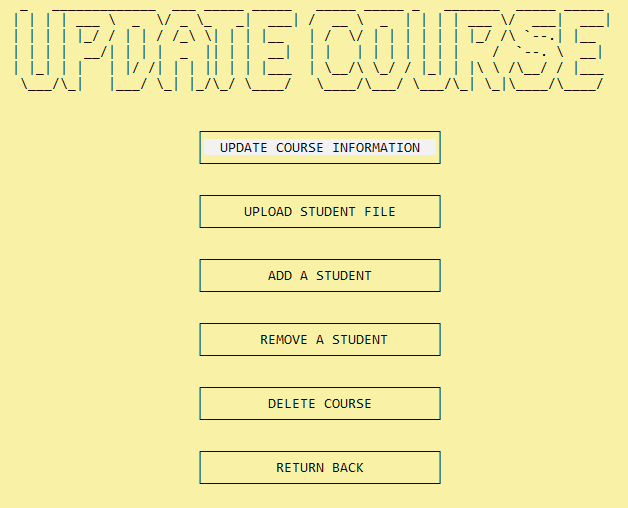 UPDATE COURSE
UPDATE COURSE INFORMATION
UPLOAD STUDENT FILE
ADD A STUDENT
REMOVE A STUDENT
DELETE COURSE
RETURN BACK